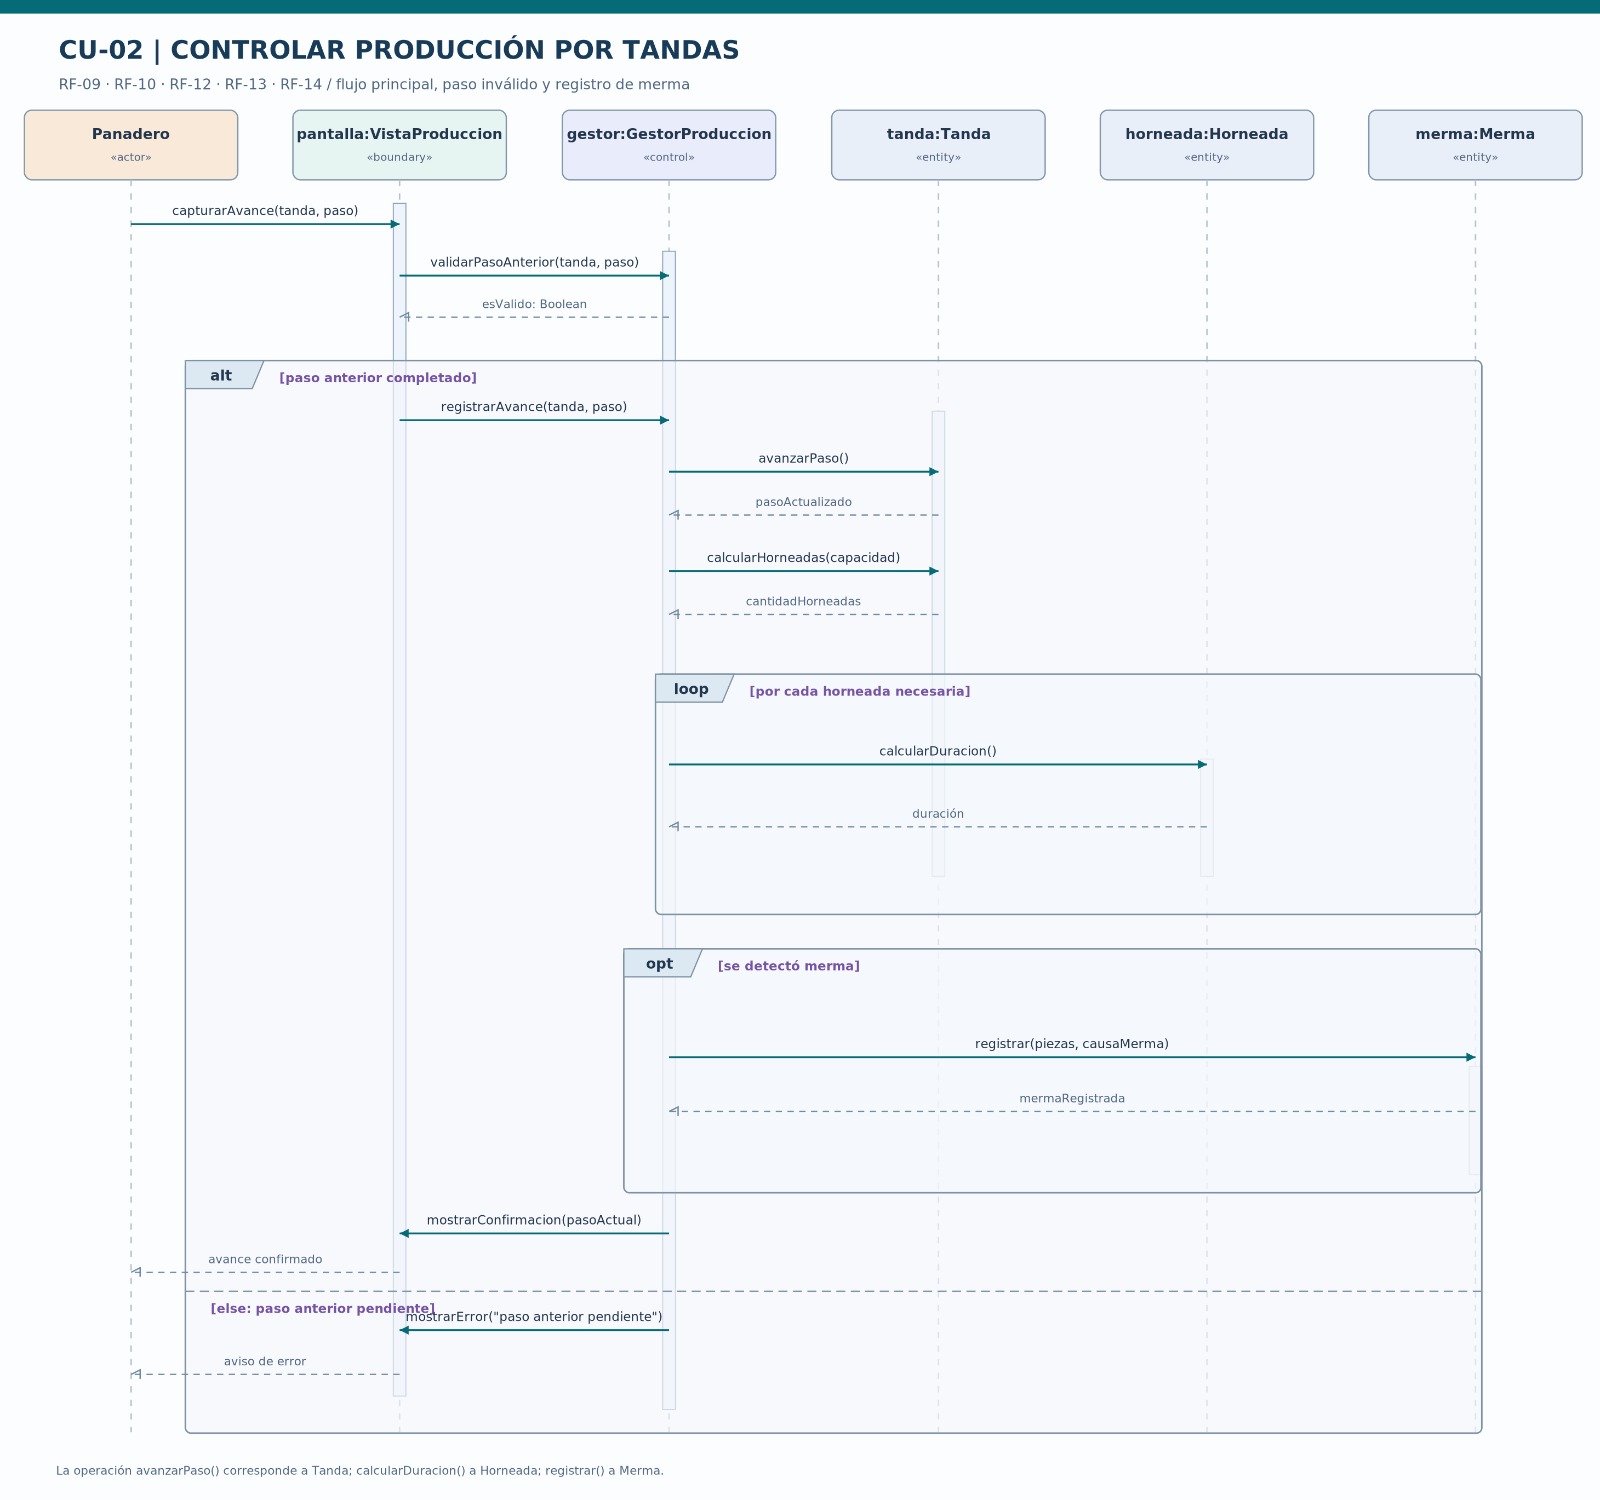 CU-02 | CONTROLAR PRODUCCIÓN POR TANDAS
RF-09 · RF-10 · RF-12 · RF-13 · RF-14 / flujo principal, paso inválido y registro de merma
Panadero
«actor»
pantalla:VistaProduccion
«boundary»
gestor:GestorProduccion
«control»
tanda:Tanda
«entity»
horneada:Horneada
«entity»
merma:Merma
«entity»
capturarAvance(tanda, paso)
validarPasoAnterior(tanda, paso)
esValido: Boolean
alt
[paso anterior completado]
registrarAvance(tanda, paso)
avanzarPaso()
pasoActualizado
calcularHorneadas(capacidad)
cantidadHorneadas
loop
[por cada horneada necesaria]
calcularDuracion()
duración
opt
[se detectó merma]
registrar(piezas, causaMerma)
mermaRegistrada
mostrarConfirmacion(pasoActual)
avance confirmado
[else: paso anterior pendiente]
mostrarError("paso anterior pendiente")
aviso de error
La operación avanzarPaso() corresponde a Tanda; calcularDuracion() a Horneada; registrar() a Merma.